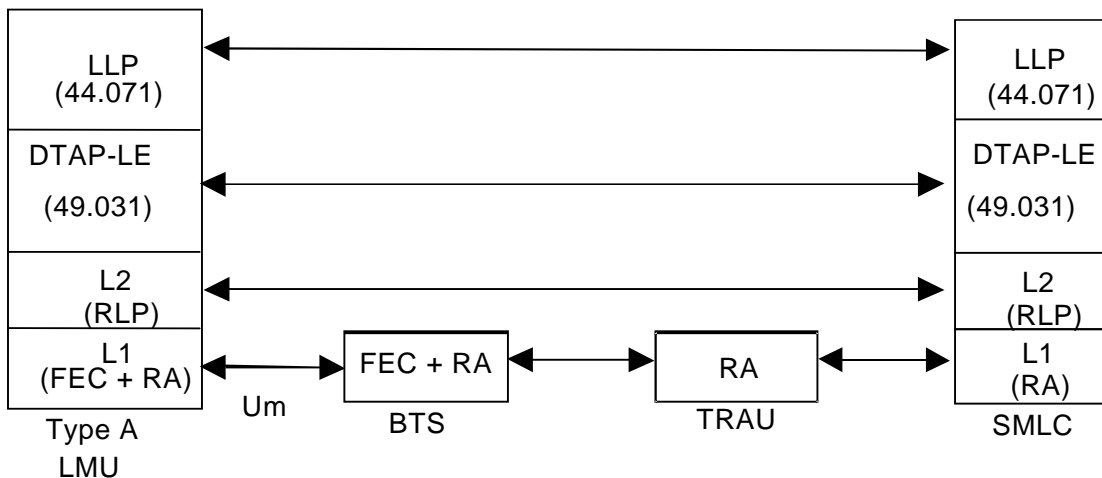 LLP
(44.071)
DTAP-LE
(49.031)
L2
(RLP)
L1
(FEC + RA)
Type A
LMU
Um
FEC + RA
BTS
RA
TRAU
LLP
(44.071)
DTAP-LE
(49.031)
L2
(RLP)
L1
(RA)
SMLC